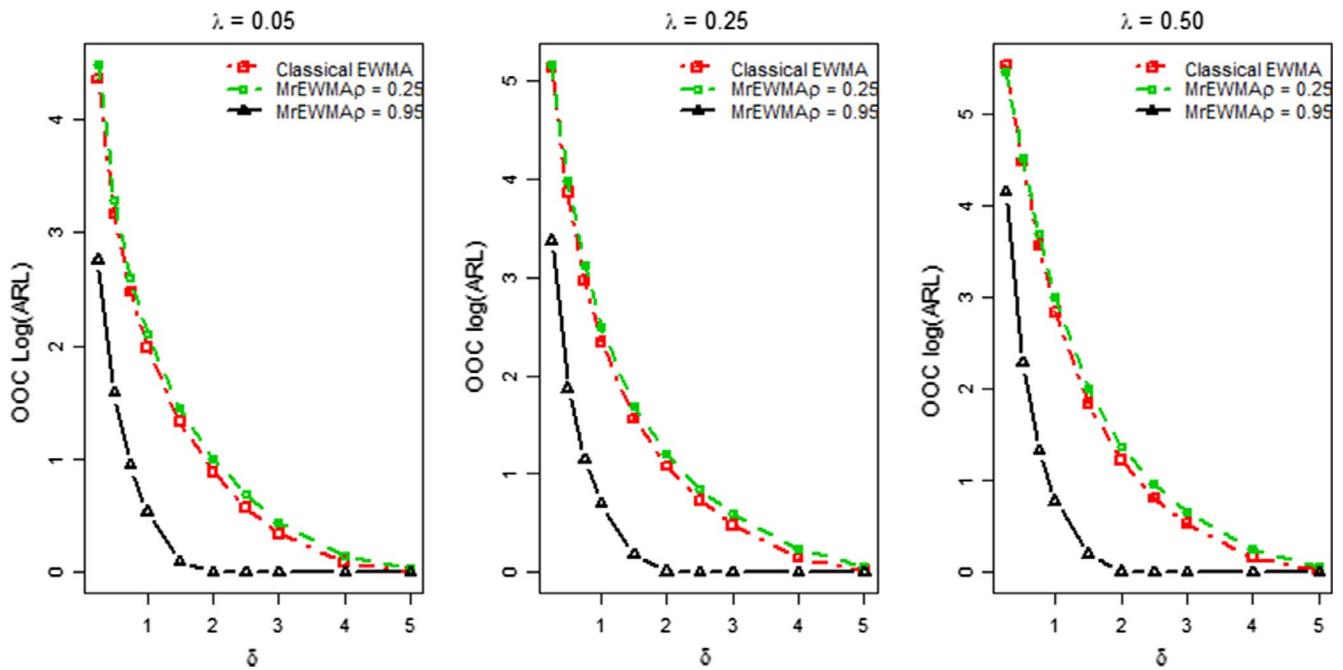 λ = 0.05
OOC Log(ARL)
4
3
2
1
0
Classical EWMA
MrEWMAρ = 0.25
MrEWMAρ = 0.95
1 2 3 4 5
δ
λ = 0.25
OOC log(ARL)
5
4
3
2
1
0
Classical EWMA
MrEWMAρ = 0.25
MrEWMAρ = 0.95
1 2 3 4 5
δ
λ = 0.50
OOC log(ARL)
5
4
3
2
1
0
Classical EWMA
MrEWMAρ = 0.25
MrEWMAρ = 0.95
1 2 3 4 5
δ